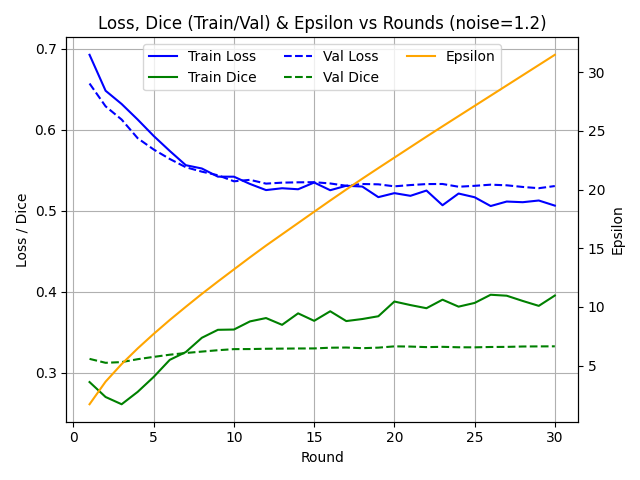 Loss, Dice (Train/Val) & Epsilon vs Rounds (noise=1.2)
Train Loss
Train Dice
Val Loss
Val Dice
Epsilon
Loss / Dice
0.7
0.6
0.5
0.4
0.3
Epsilon
30
25
20
15
10
5
0 5 10 15 20 25 30
Round